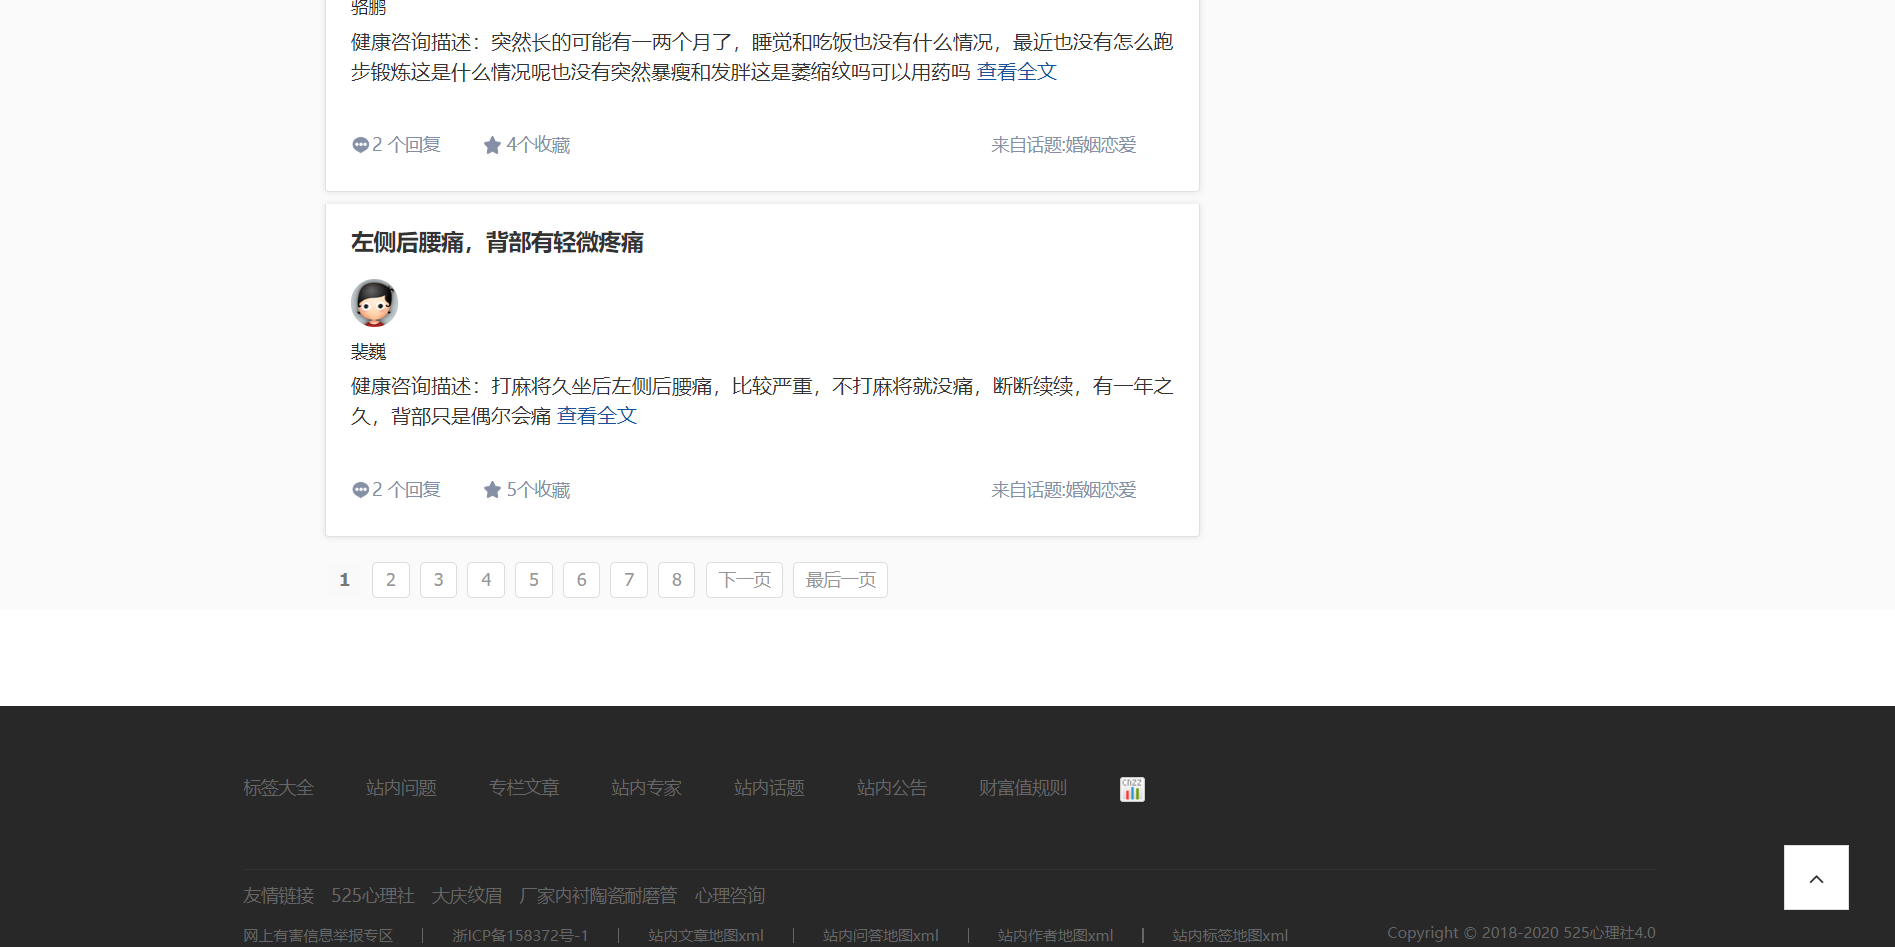 骆鹏
健康咨询描述：突然长的可能有一两个月了，睡觉和吃饭也没有什么情况，最近也没有怎么跑
步锻炼这是什么情况呢也没有突然暴瘦和发胖这是萎缩纹吗可以用药吗 查看全文
2 个回复 4个收藏 来自话题:婚姻恋爱
左侧后腰痛，背部有轻微疼痛
裴巍
健康咨询描述：打麻将久坐后左侧后腰痛，比较严重，不打麻将就没痛，断断续续，有一年之
久，背部只是偶尔会痛 查看全文
2 个回复 5个收藏 来自话题:婚姻恋爱
1 2 3 4 5 6 7 8 下一页 最后一页
标签大全 站内问题 专栏文章 站内专家 站内话题 站内公告 财富值规则 CNZZ
友情链接 525心理社 大庆纹眉 厂家内衬陶瓷耐磨管 心理咨询
网上有害信息举报专区 | 浙ICP备158372号-1 | 站内文章地图xml | 站内问答地图xml | 站内作者地图xml | 站内标签地图xml Copyright © 2018-2020 525心理社4.0